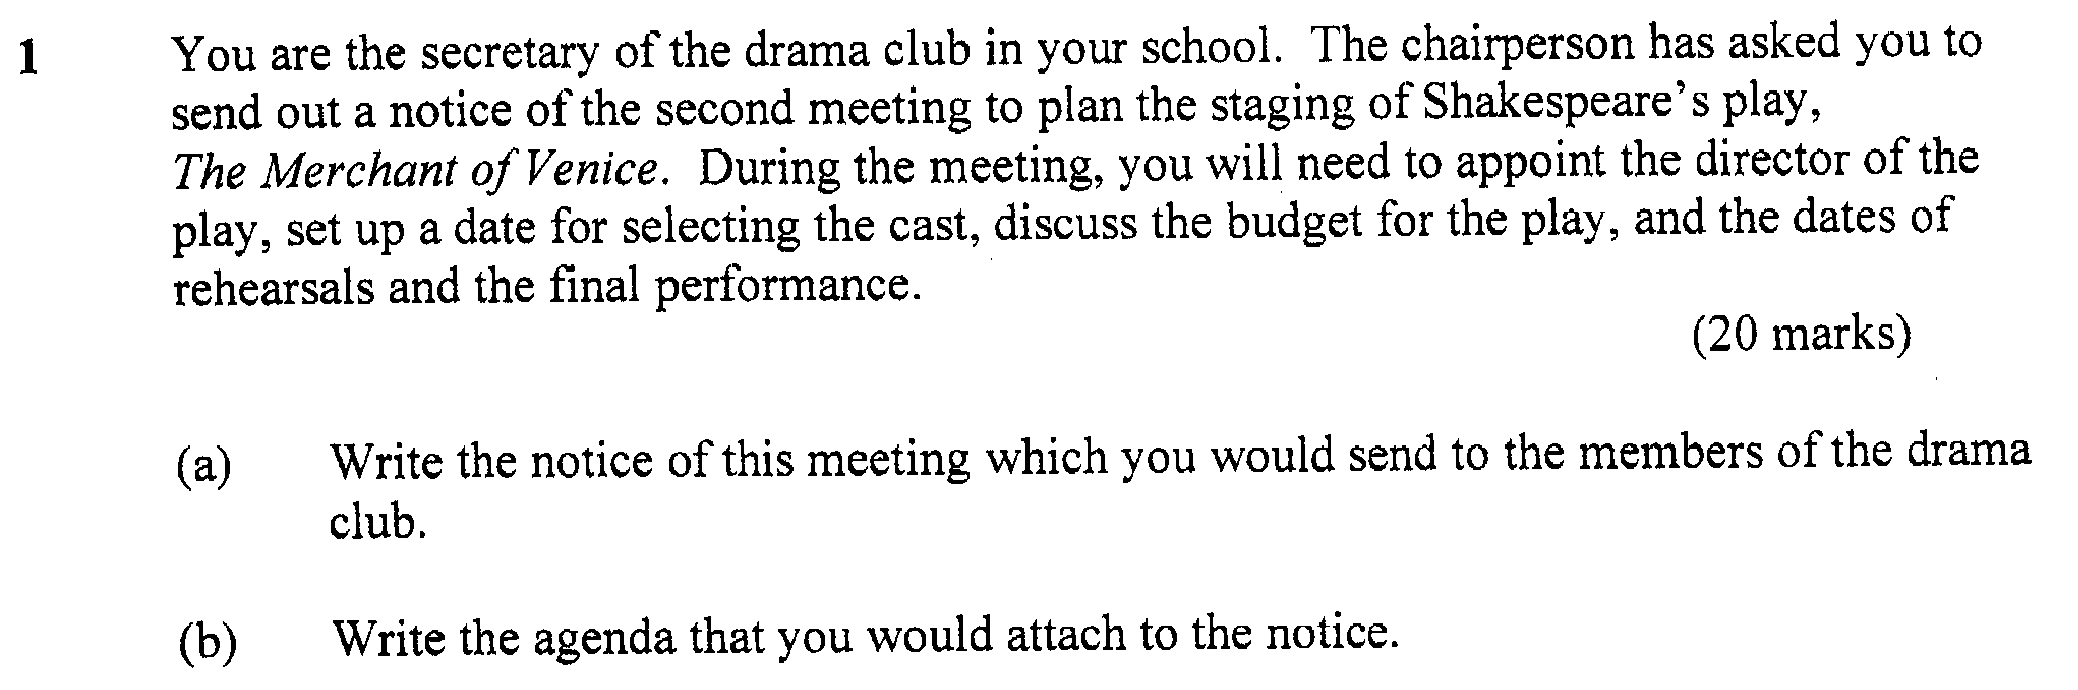 1 You are the secretary of the drama club in your school. The chairperson has asked you to
send out a notice of the second meeting to plan the staging of Shakespeare's play,
The Merchant of Venice. During the meeting, you will need to appoint the director of the
play, set up a date for selecting the cast, discuss the budget for the play, and the dates of
rehearsals and the final performance.
(20 marks)
(a) Write the notice of this meeting which you would send to the members of the drama
club.
(b) Write the agenda that you would attach to the notice.